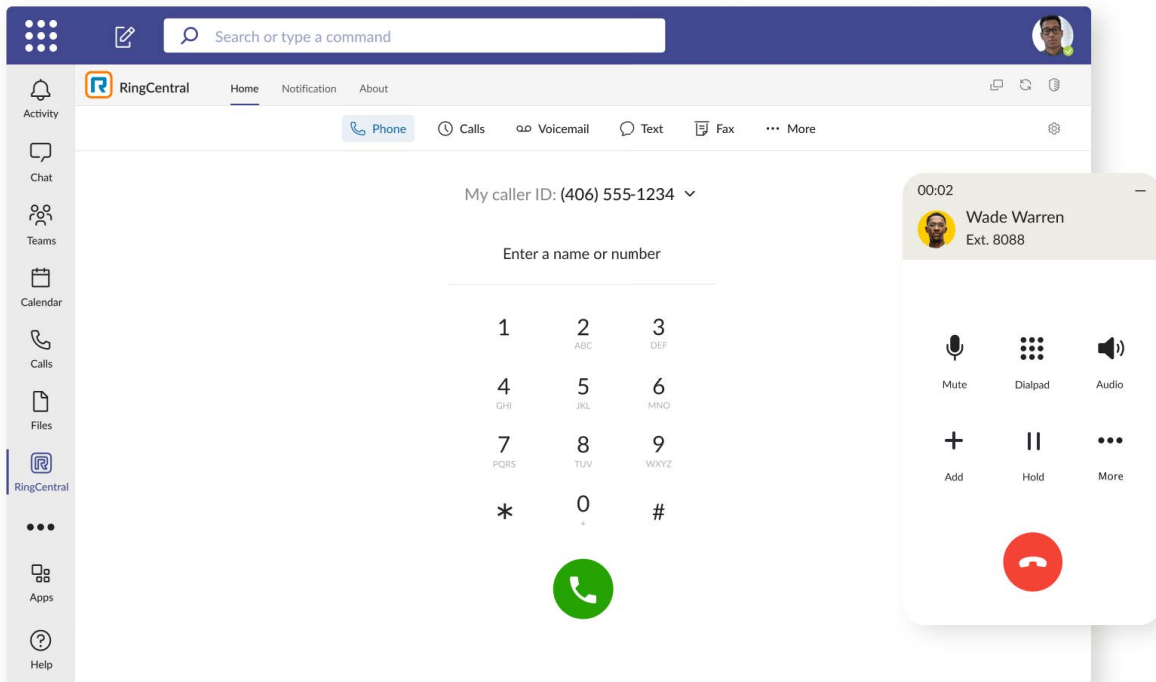 Search or type a command
Activity
Chat
Teams
Calendar
Calls
Files
RingCentral
Apps
Help
RingCentral Home Notification About
Phone Calls Voicemail Text Fax More
My caller ID: (406) 555-1234
Enter a name or number
1 2 3
ABC DEF
4 5 6
GHI JKL MNO
7 8 9
PQRS TUV WXYZ
* 0 #
+
00:02
Wade Warren
Ext. 8088
Mute Dialpad Audio
Add Hold More